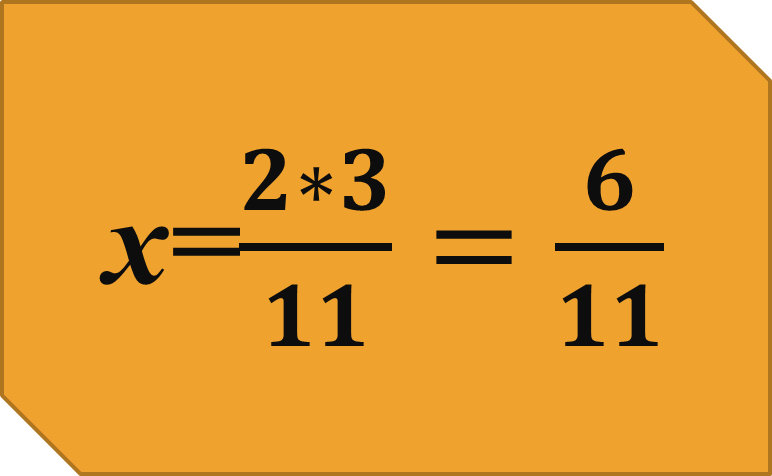 x = 2*3/11 = 6/11